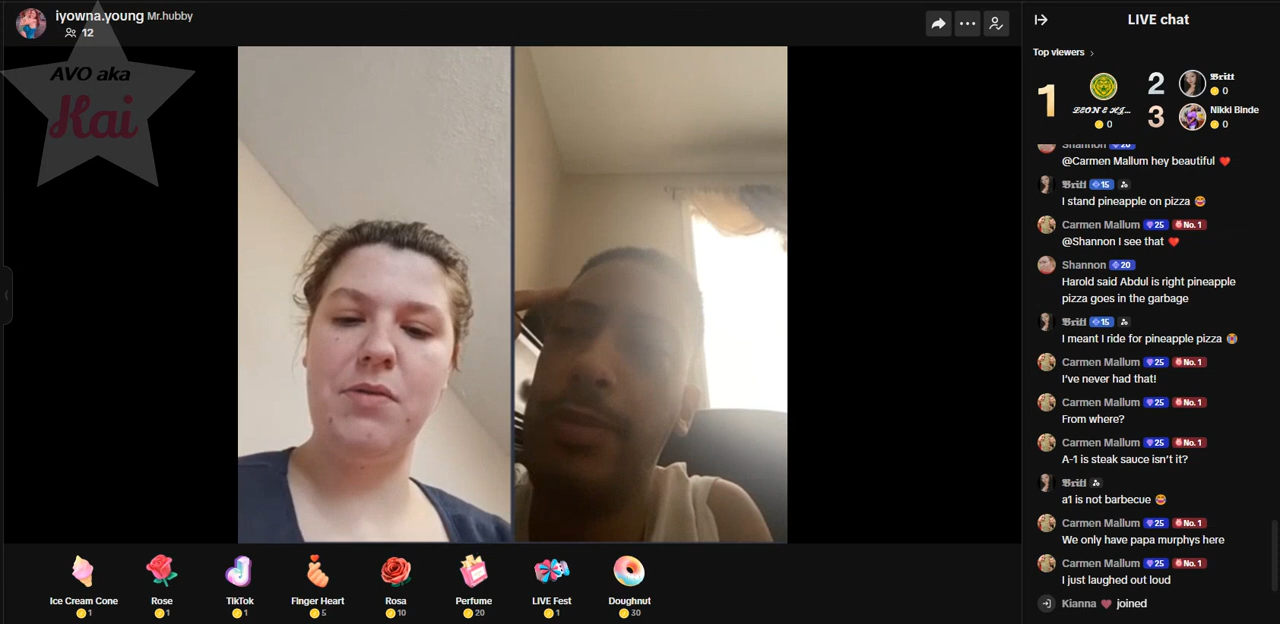 iyowna.young Mr.hubby
12
AVO aka
Kai
LIVE chat
Top viewers
1
0
2
𝕭𝖗𝖎𝖙𝖙
0
3
Nikki Binde
0
Shannon 20
@Carmen Mallum hey beautiful ❤️
𝕭𝖗𝖎𝖙𝖙 15
I stand pineapple on pizza 🤣
Carmen Mallum 25 No. 1
@Shannon I see that ❤️
Shannon 20
Harold said Abdul is right pineapple
pizza goes in the garbage
𝕭𝖗𝖎𝖙𝖙 15
I meant I ride for pineapple pizza 😭
Carmen Mallum 25 No. 1
I've never had that!
Carmen Mallum 25 No. 1
From where?
Carmen Mallum 25 No. 1
A-1 is steak sauce isn't it?
𝕭𝖗𝖎𝖙𝖙
a1 is not barbecue 🤣
Carmen Mallum 25 No. 1
We only have papa murphys here
Carmen Mallum 25 No. 1
I just laughed out loud
Kianna joined
Ice Cream Cone
1
Rose
1
TikTok
1
Finger Heart
5
Rosa
10
Perfume
20
LIVE Fest
1
Doughnut
30